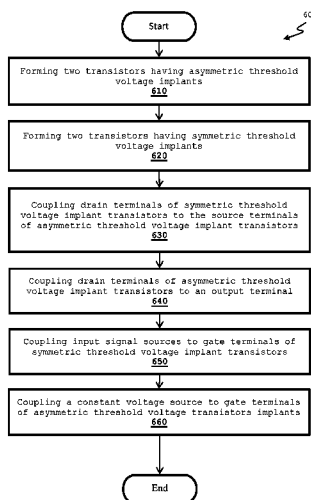 Start
60
Forming two transistors having asymmetric threshold
voltage implants
610
Forming two transistors having symmetric threshold
voltage implants
620
Coupling drain terminals of symmetric threshold
voltage implant transistors to the source terminals
of asymmetric threshold voltage implant transistors
630
Coupling drain terminals of asymmetric threshold
voltage implant transistors to an output terminal
640
Coupling input signal sources to gate terminals of
symmetric threshold voltage implant transistors
650
Coupling a constant voltage source to gate terminals
of asymmetric threshold voltage transistors implants
660
End